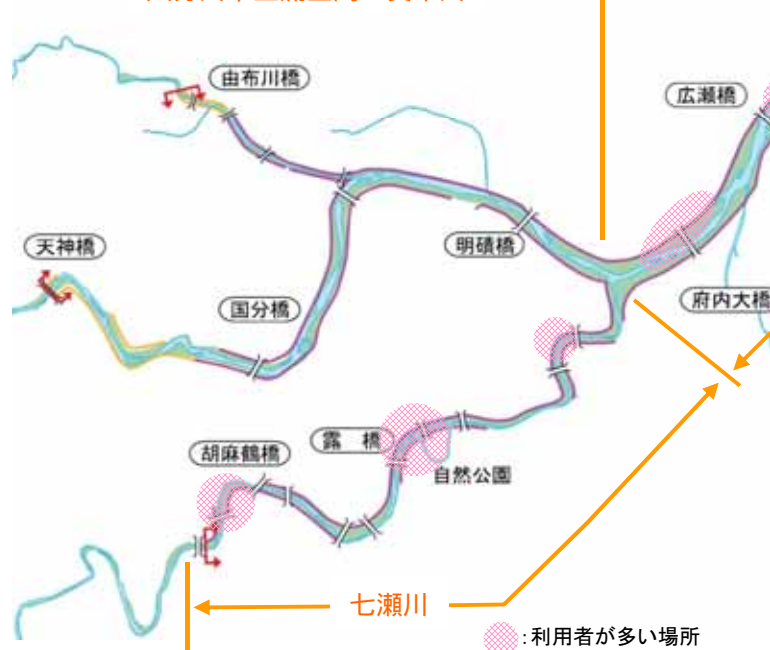 由布川橋
広瀬橋
天神橋
明磧橋
国分橋
府内大橋
露 橋
胡麻鶴橋
自然公園
七瀬川
:利用者が多い場所